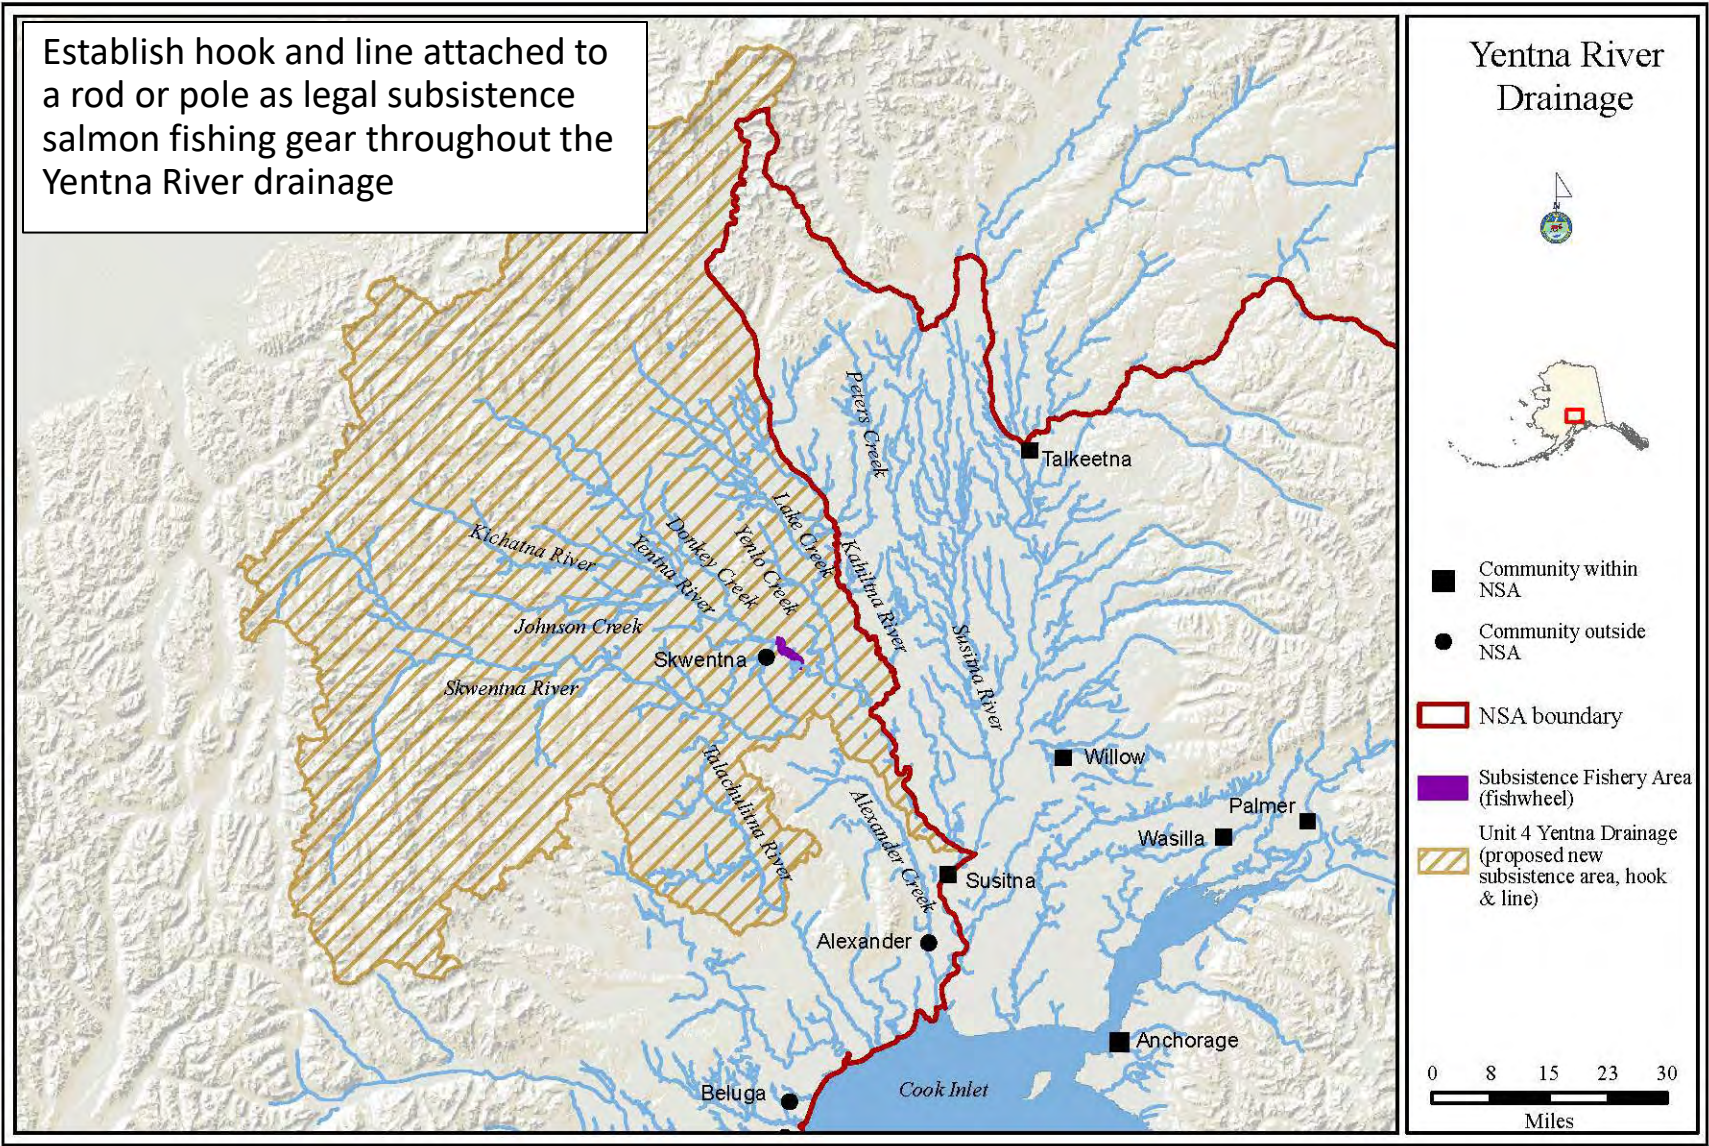 Establish hook and line attached to
a rod or pole as legal subsistence
salmon fishing gear throughout the
Yentna River drainage
Yentna River
Drainage
N
Peters Creek
Talkeetna
Lake Creek
Kichatna River
Yentna River
Donkey Creek
Yenlo Creek
Kahiltna River
Johnson Creek
Susitna River
Skwentna
Skwentna River
Talachulitna River
Willow
Alexander Creek
Palmer
Wasilla
Susitna
Alexander
Anchorage
Beluga
Cook Inlet
Community within
NSA
Community outside
NSA
NSA boundary
Subsistence Fishery Area
(fishwheel)
Unit 4 Yentna Drainage
(proposed new
subsistence area, hook
& line)
0 8 15 23 30
Miles